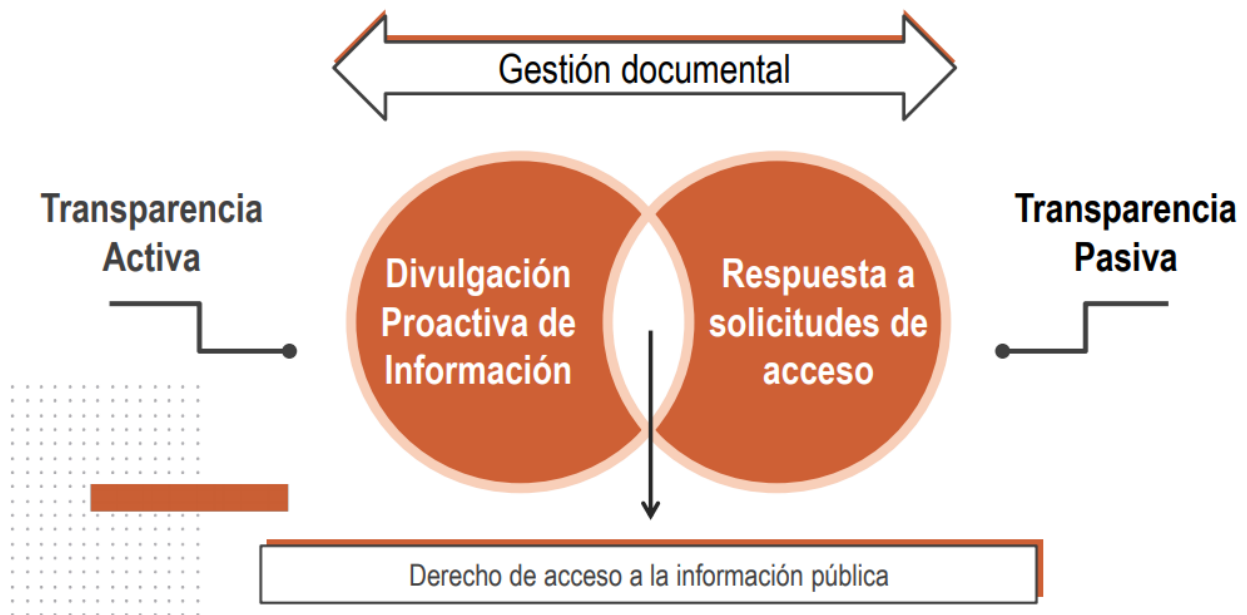 Gestión documental
Transparencia
Activa
Divulgación
Proactiva de
Información
Respuesta a
solicitudes de
acceso
Transparencia
Pasiva
Derecho de acceso a la información pública